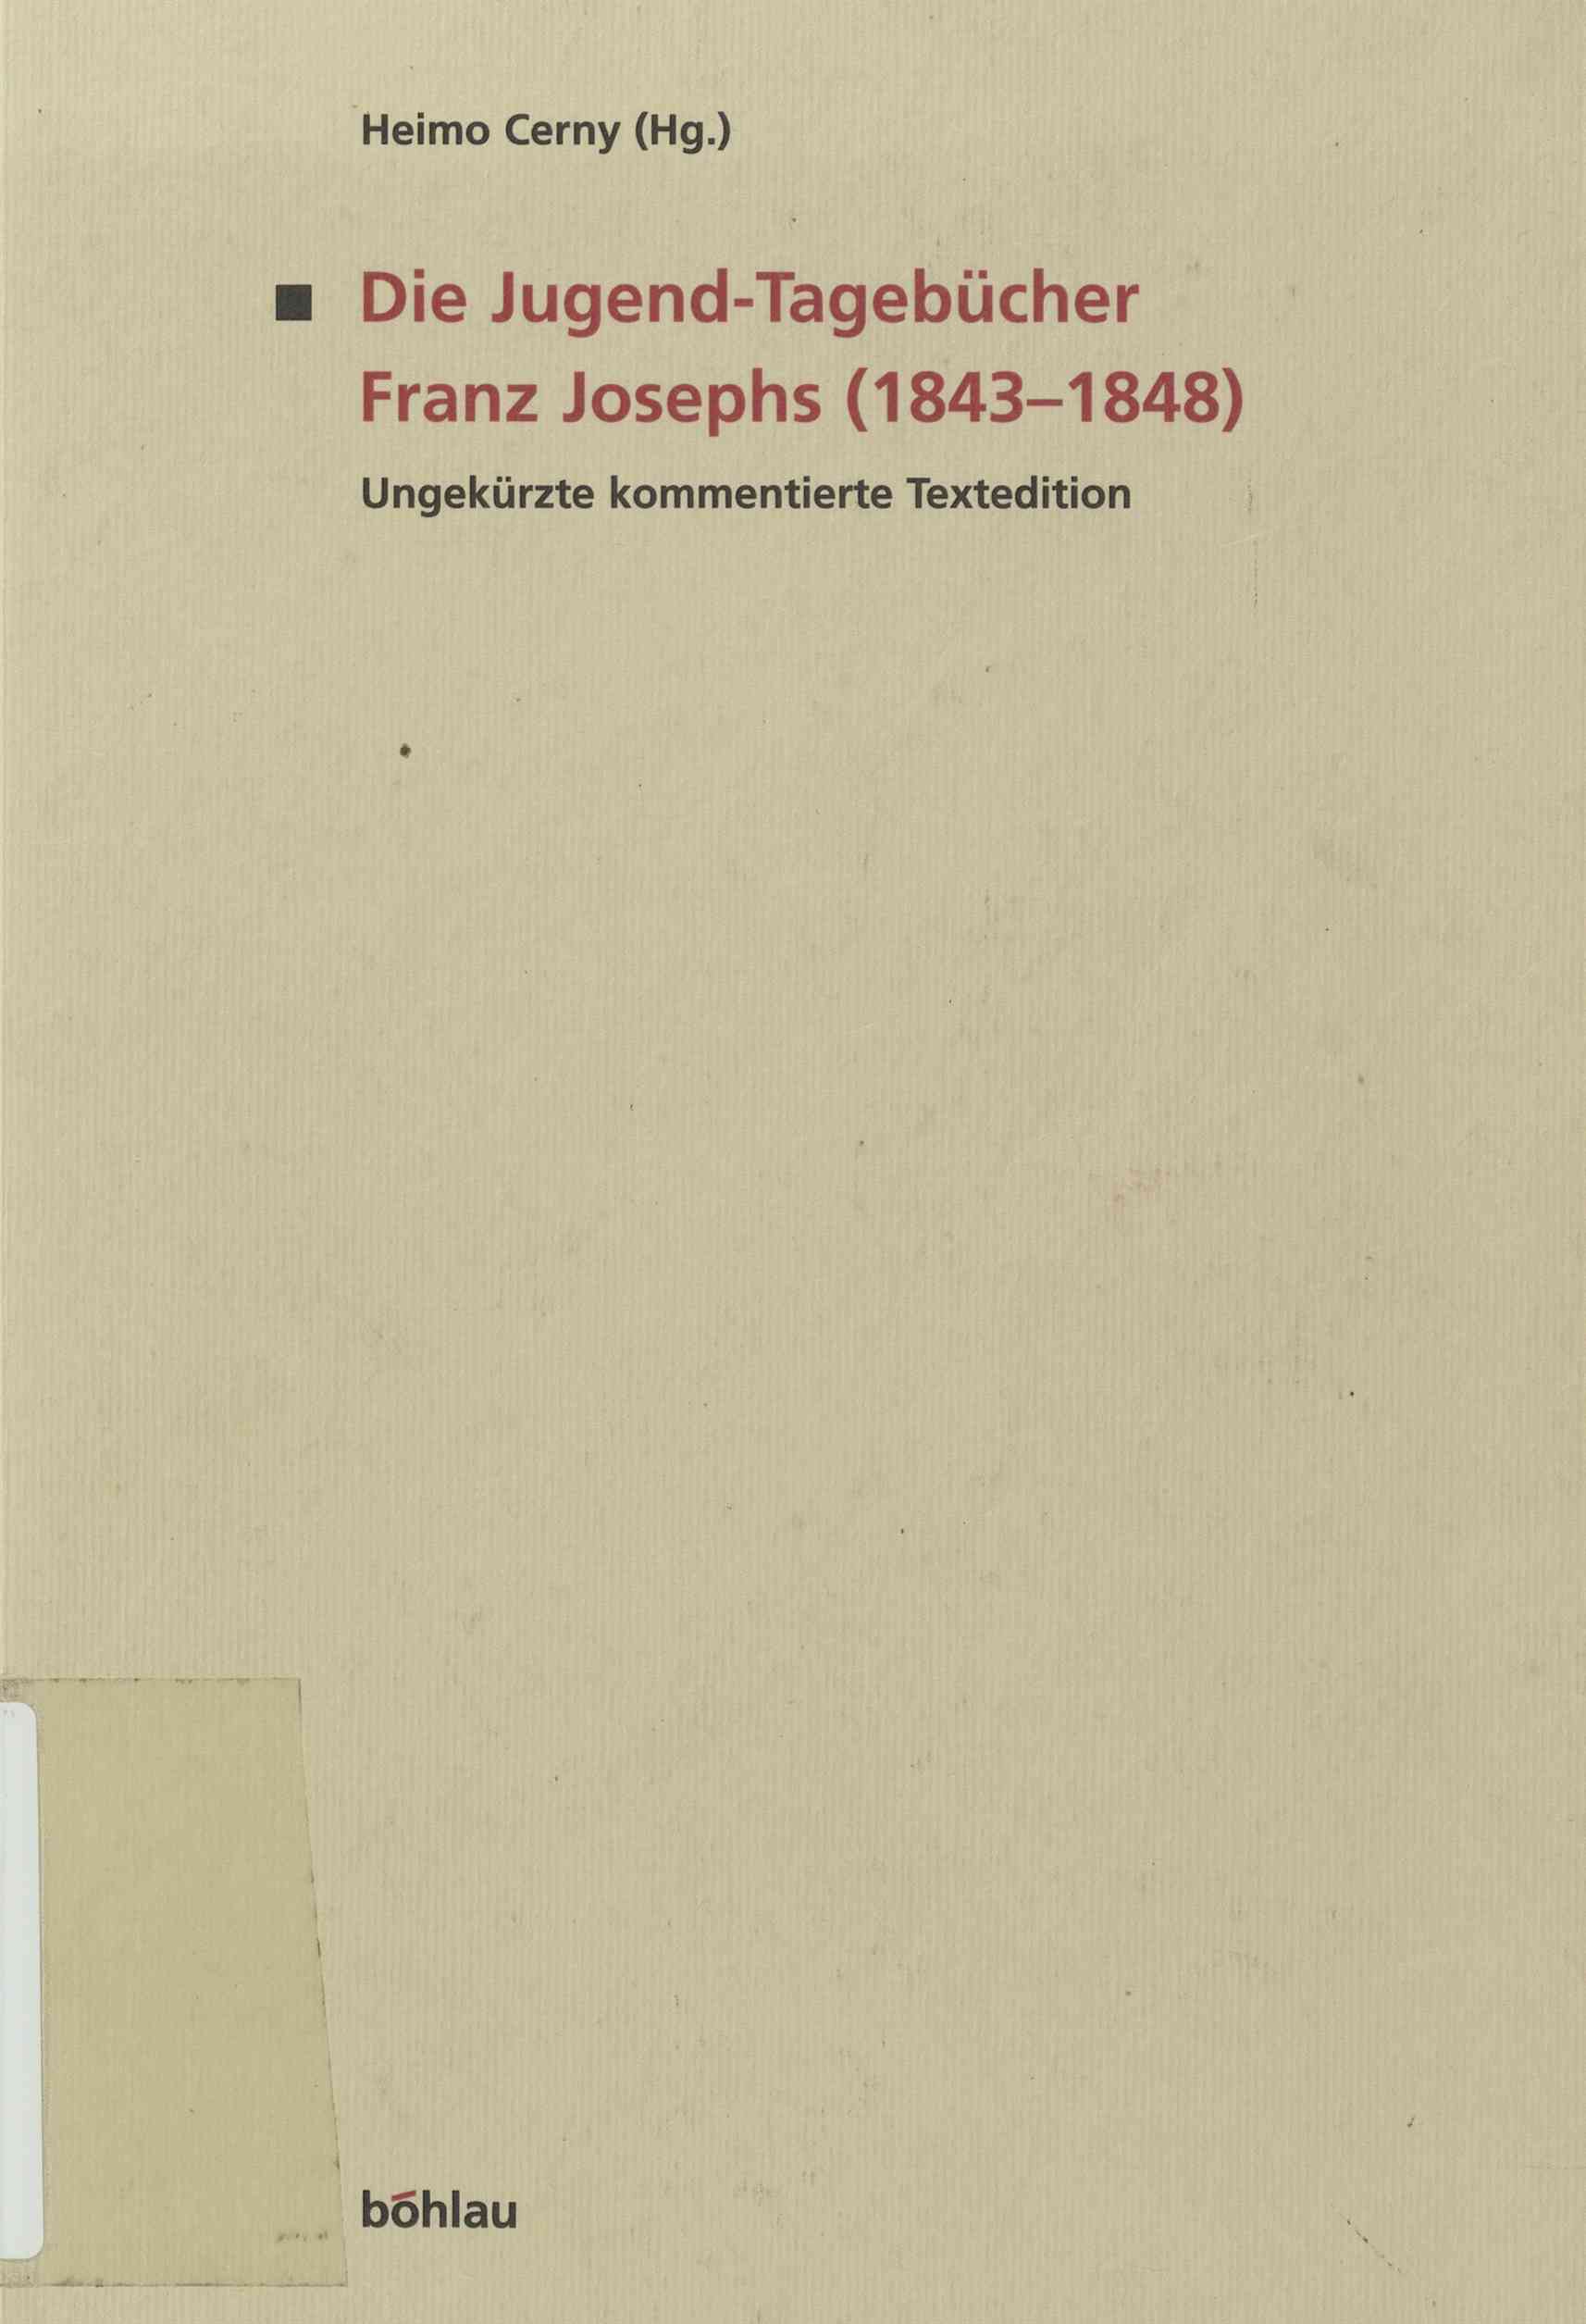 Heimo Cerny (Hg.)
Die Jugend-Tagebücher
Franz Josephs (1843–1848)
Ungekürzte kommentierte Textedition
böhlau